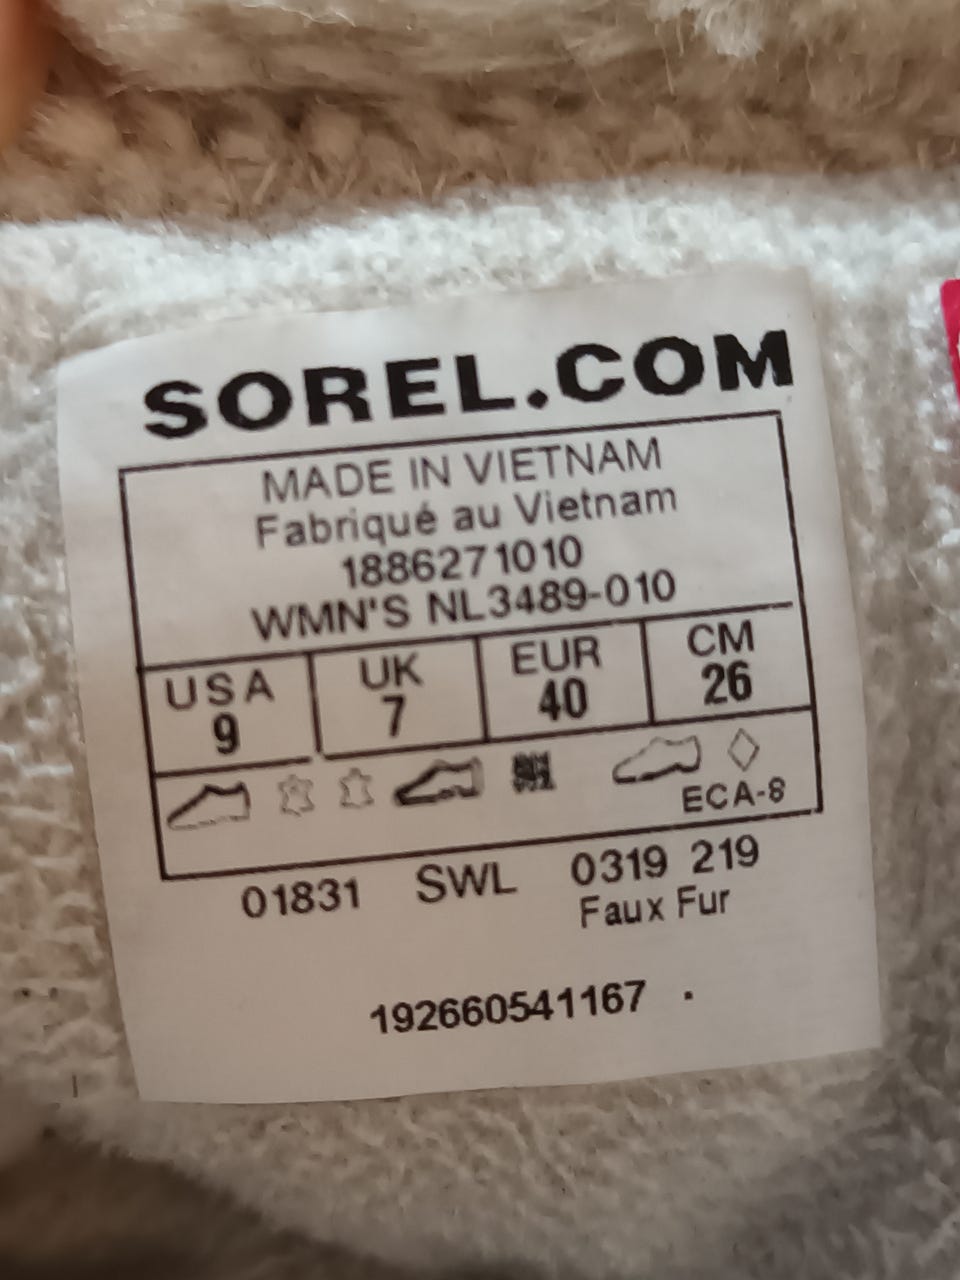 SOREL.COM
MADE IN VIETNAM
Fabriqué au Vietnam
1886271010
WMN'S NL3489-010
USA UK EUR CM
9 7 40 26
ECA-8
01831 SWL 0319 219
Faux Fur
192660541167 .